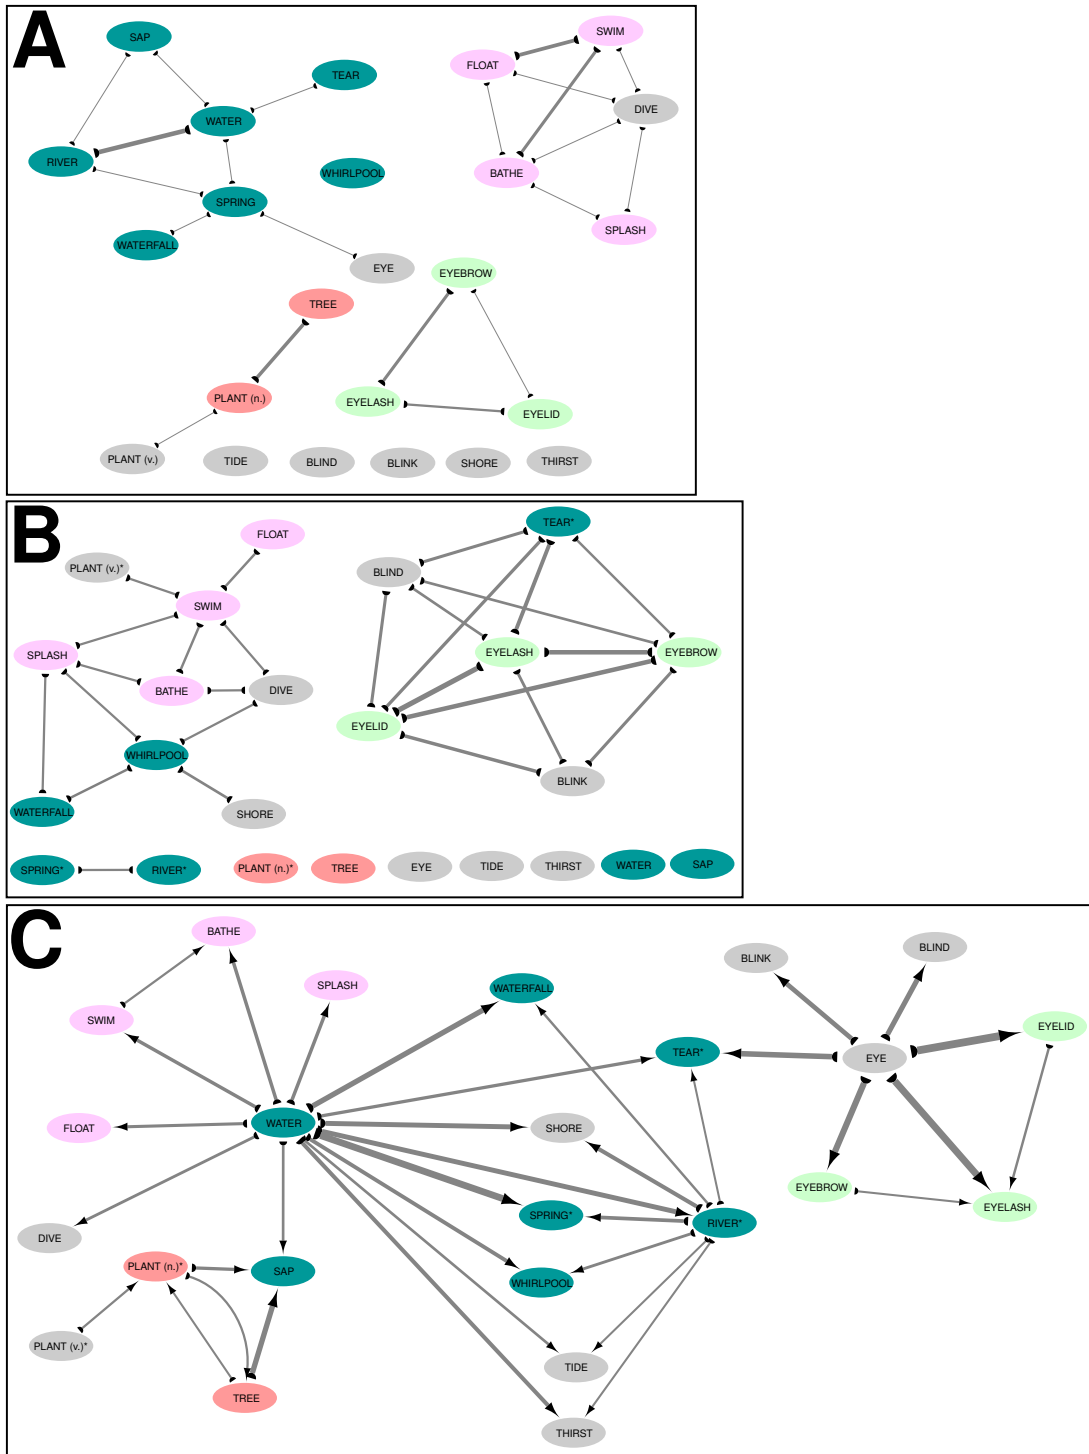 A
SAP
SWIM
FLOAT
TEAR
DIVE
WATER
RIVER
WHIRLPOOL
BATHE
SPRING
SPLASH
WATERFALL
EYE
EYEBROW
TREE
PLANT (n.)
EYELASH
EYELID
PLANT (v.)
TIDE
BLIND
BLINK
SHORE
THIRST
B
FLOAT
TEAR*
PLANT (v.)*
BLIND
SWIM
SPLASH
EYELASH
EYEBROW
BATHE
DIVE
EYELID
WHIRLPOOL
BLINK
WATERFALL
SHORE
SPRING*
RIVER*
PLANT (n.)*
TREE
EYE
TIDE
THIRST
WATER
SAP
C
BATHE
BLINK
BLIND
SPLASH
WATERFALL
SWIM
EYELID
TEAR*
EYE
FLOAT
WATER
SHORE
EYEBROW
EYELASH
SPRING*
RIVER*
DIVE
PLANT (n.)*
SAP
WHIRLPOOL
PLANT (v.)*
TIDE
TREE
THIRST